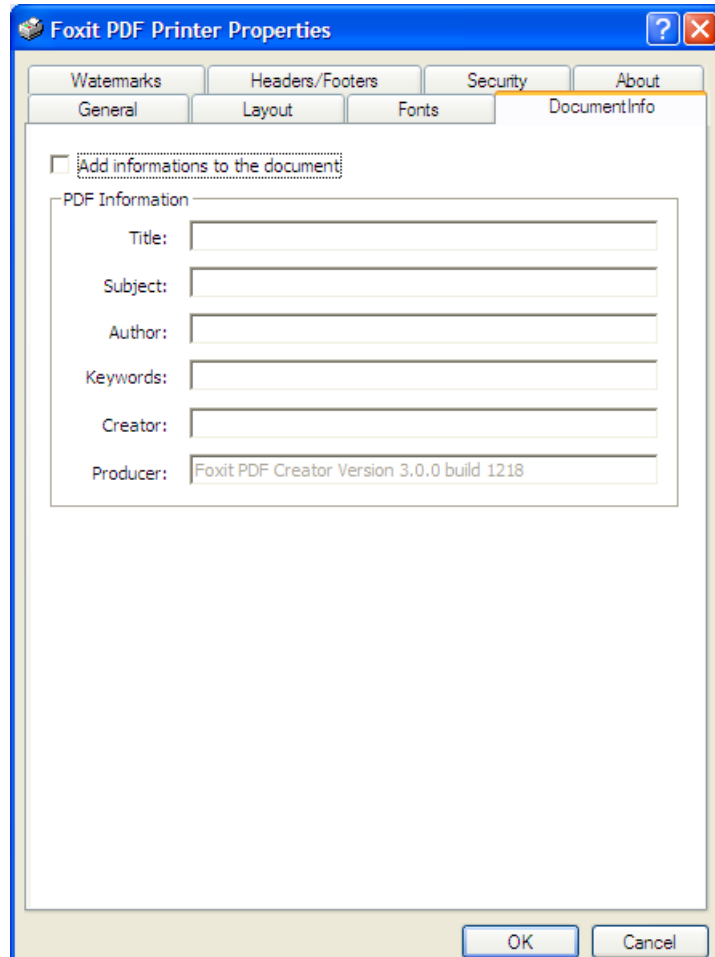 Foxit PDF Printer Properties
Watermarks Headers/Footers Security About
General Layout Fonts DocumentInfo
Add informations to the document
PDF Information
Title:
Subject:
Author:
Keywords:
Creator:
Producer: Foxit PDF Creator Version 3.0.0 build 1218
OK Cancel